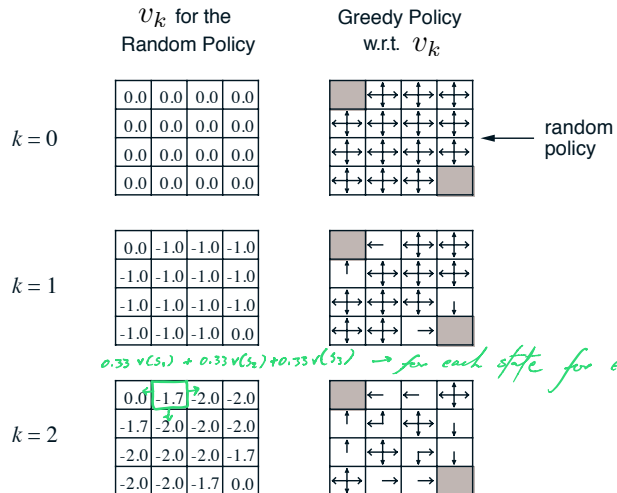 v_k for the
Random Policy
Greedy Policy
w.r.t. v_k
k = 0
0.0 0.0 0.0 0.0
0.0 0.0 0.0 0.0
0.0 0.0 0.0 0.0
0.0 0.0 0.0 0.0
random
policy
k = 1
0.0 -1.0 -1.0 -1.0
-1.0 -1.0 -1.0 -1.0
-1.0 -1.0 -1.0 -1.0
-1.0 -1.0 -1.0 0.0
0.33 v(s₁) + 0.33 v(s₂) + 0.33 v(s₃) → for each state for
k = 2
0.0 -1.7 -2.0 -2.0
-1.7 -2.0 -2.0 -2.0
-2.0 -2.0 -2.0 -1.7
-2.0 -2.0 -1.7 0.0